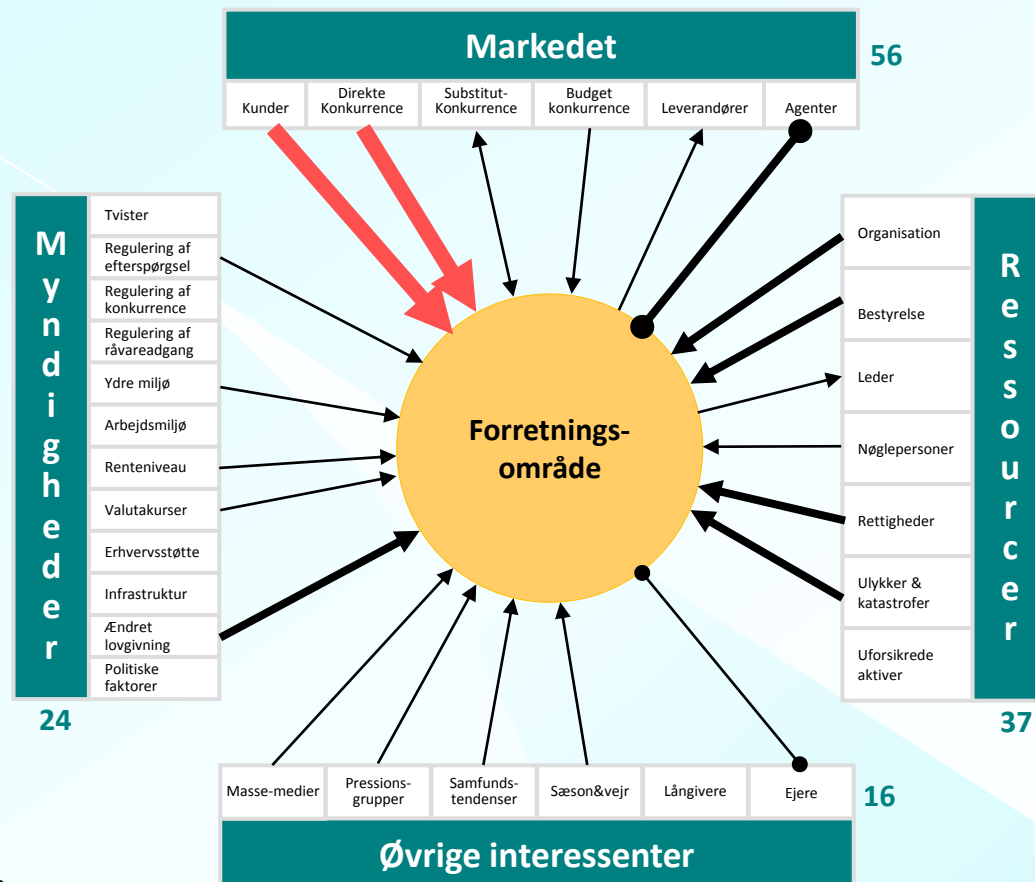 Markedet
56
Kunder
Direkte
Konkurrence
Substitut-
Konkurrence
Budget
konkurrence
Leverandører
Agenter
Myndigheder
Tvister
Regulering af
efterspørgsel
Regulering af
konkurrence
Regulering af
råvareadgang
Ydre miljø
Arbejdsmiljø
Renteniveau
Valutakurser
Erhvervsstøtte
Infrastruktur
Ændret
lovgivning
Politiske
faktorer
24
Forretnings-
område
Organisation
Bestyrelse
Leder
Nøglepersoner
Rettigheder
Ulykker &
katastrofer
Uforsikrede
aktiver
Ressourcer
37
Masse-medier
Pressions-
grupper
Samfunds-
tendenser
Sæson&vejr
Långivere
Ejere
16
Øvrige interessenter